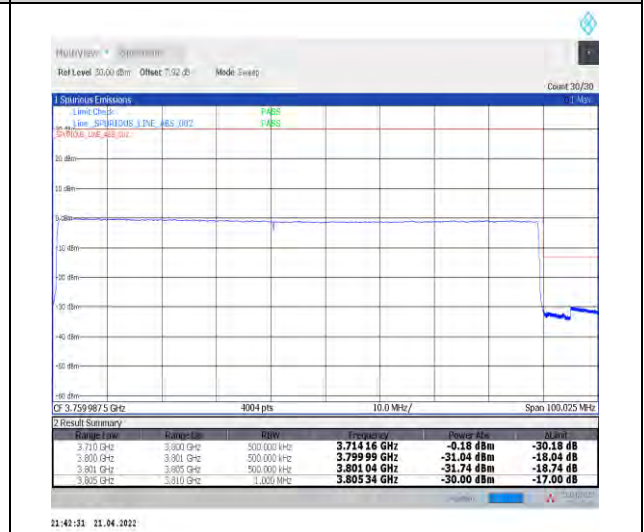 MultiView
Ref Level 30.00 dBm Offset 7.92 dB Mode Sweep
Count 30/30
1 Spurious Emissions
Limit Check PASS
Line _SPURIOUS_LINE_ABS_002 PASS
20 dBm
10 dBm
0 dBm
-10 dBm
-20 dBm
-30 dBm
-40 dBm
-50 dBm
-60 dBm
CF 3.7599875 GHz 4004 pts 10.0 MHz/ Span 100.025 MHz
2 Result Summary
Range Low Range Up RBW Frequency Power Abs ΔLimit
3.710 GHz 3.800 GHz 500.000 kHz 3.714 16 GHz -0.18 dBm -30.18 dB
3.800 GHz 3.801 GHz 500.000 kHz 3.799 99 GHz -31.04 dBm -18.04 dB
3.801 GHz 3.805 GHz 500.000 kHz 3.801 04 GHz -31.74 dBm -18.74 dB
3.805 GHz 3.810 GHz 1.000 MHz 3.805 34 GHz -30.00 dBm -17.00 dB
21:42:31 21.04.2022